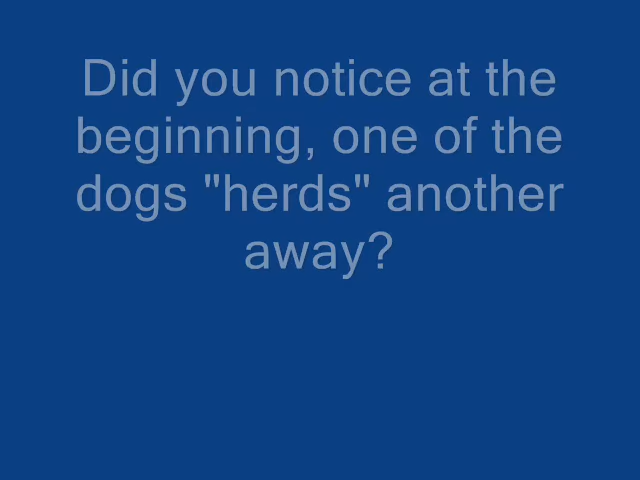 Did you notice at the
beginning, one of the
dogs "herds" another
away?